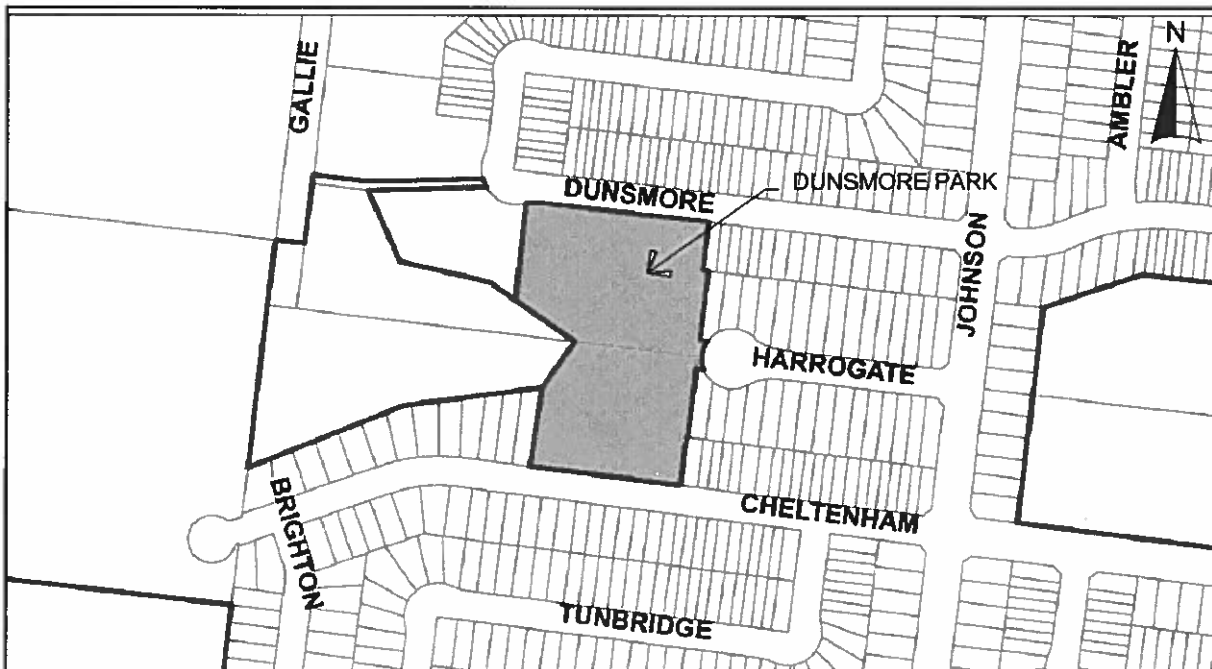 GALLIE
AMBLER
N
DUNSMORE
DUNSMORE PARK
JOHNSON
HARROGATE
BRIGHTON
CHELTENHAM
TUNBRIDGE